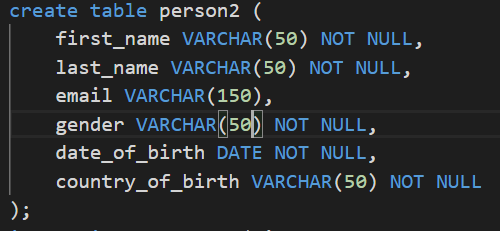 create table person2 (
first_name VARCHAR(50) NOT NULL,
last_name VARCHAR(50) NOT NULL,
email VARCHAR(150),
gender VARCHAR(50) NOT NULL,
date_of_birth DATE NOT NULL,
country_of_birth VARCHAR(50) NOT NULL
);